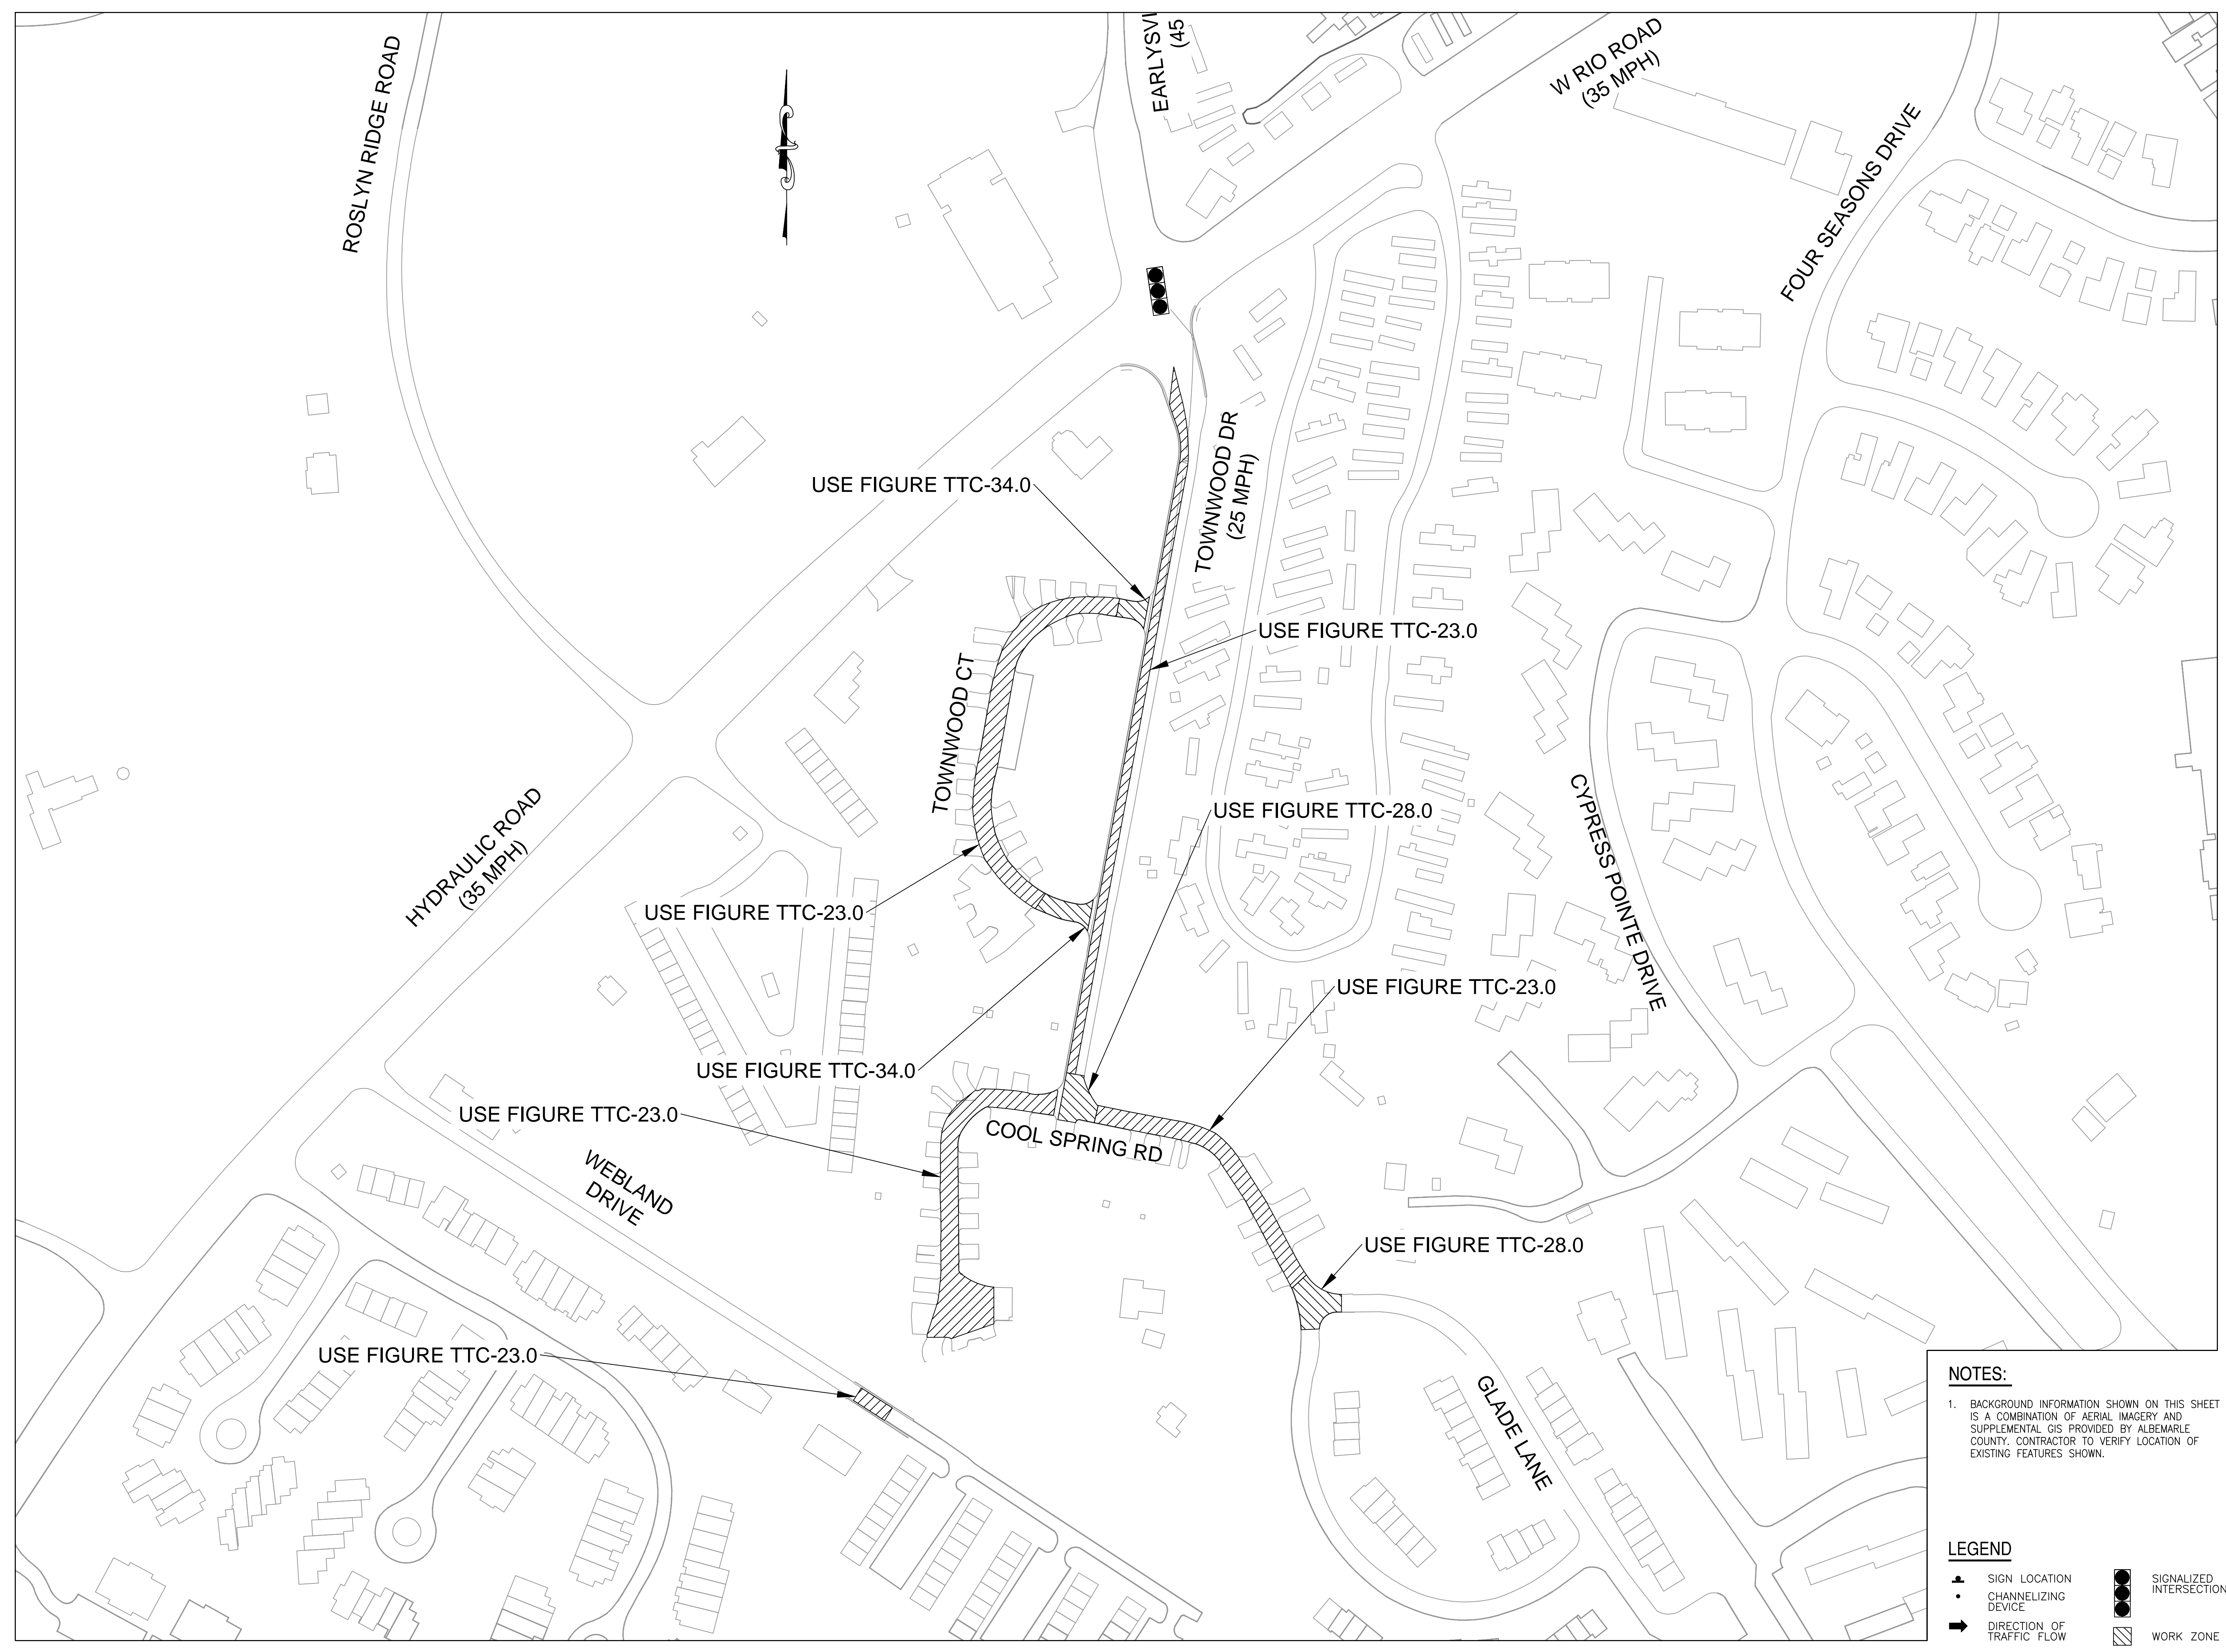 ROSLYN RIDGE ROAD
EARLYSVI
(45
W RIO ROAD
(35 MPH)
FOUR SEASONS DRIVE
USE FIGURE TTC-34.0
TOWNWOOD DR
(25 MPH)
USE FIGURE TTC-23.0
TOWNWOOD CT
USE FIGURE TTC-28.0
HYDRAULIC ROAD
(35 MPH)
CYPRESS POINTE DRIVE
USE FIGURE TTC-23.0
USE FIGURE TTC-23.0
USE FIGURE TTC-34.0
USE FIGURE TTC-23.0
COOL SPRING RD
WEBLAND
DRIVE
USE FIGURE TTC-28.0
USE FIGURE TTC-23.0
GLADE LANE
NOTES:
1. BACKGROUND INFORMATION SHOWN ON THIS SHEET
IS A COMBINATION OF AERIAL IMAGERY AND
SUPPLEMENTAL GIS PROVIDED BY ALBEMARLE
COUNTY. CONTRACTOR TO VERIFY LOCATION OF
EXISTING FEATURES SHOWN.
LEGEND
SIGN LOCATION
CHANNELIZING
DEVICE
DIRECTION OF
TRAFFIC FLOW
SIGNALIZED
INTERSECTION
WORK ZONE